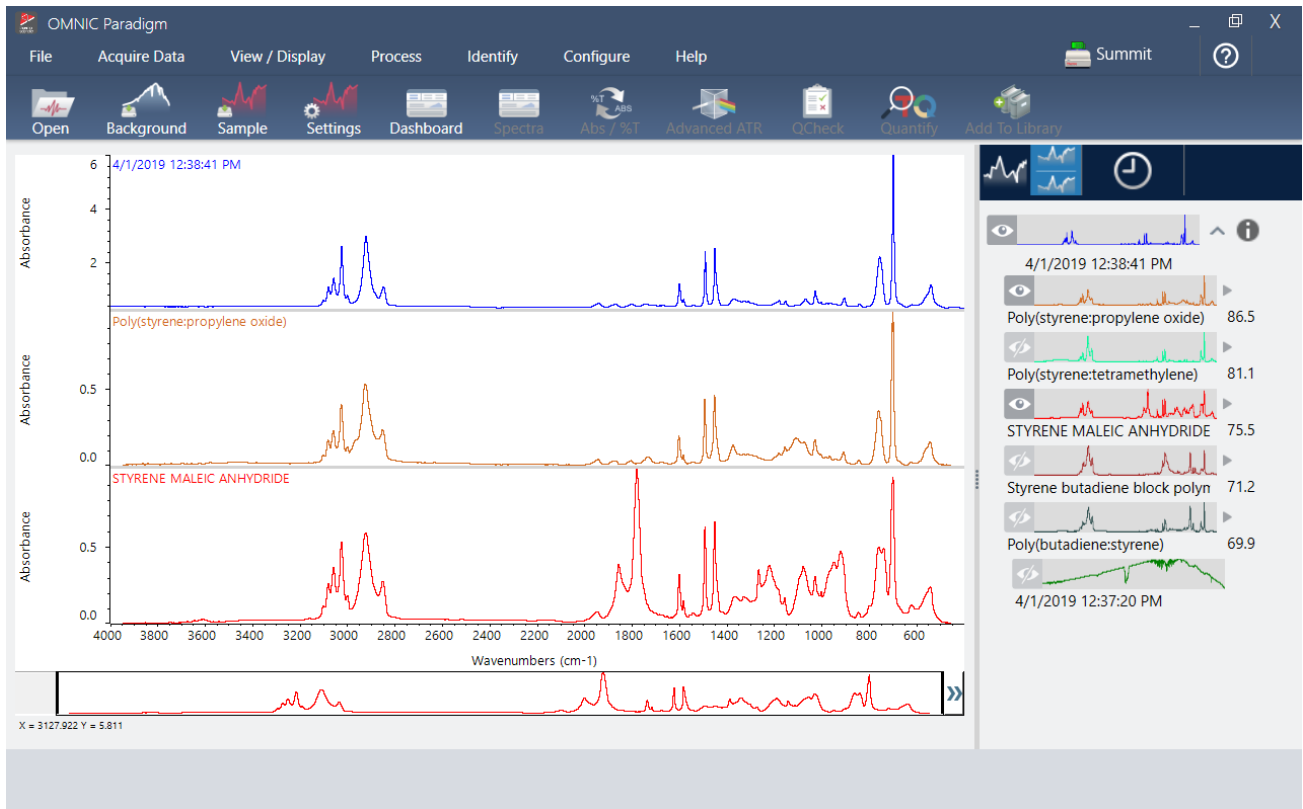 OMNIC Paradigm
_ X
File Acquire Data View / Display Process Identify Configure Help Summit ?
%T ABS
Open Background Sample Settings Dashboard Spectra Abs / %T Advanced ATR QCheck Quantify Add To Library
4/1/2019 12:38:41 PM
6
4
2
Absorbance
Poly(styrene:propylene oxide)
0.5
0.0
Absorbance
STYRENE MALEIC ANHYDRIDE
0.5
0.0
Absorbance
4000 3800 3600 3400 3200 3000 2800 2600 2400 2200 2000 1800 1600 1400 1200 1000 800 600
Wavenumbers (cm-1)
X = 3127.922 Y = 5.811
4/1/2019 12:38:41 PM
Poly(styrene:propylene oxide) 86.5
Poly(styrene:tetramethylene) 81.1
STYRENE MALEIC ANHYDRIDE 75.5
Styrene butadiene block polym 71.2
Poly(butadiene:styrene) 69.9
4/1/2019 12:37:20 PM